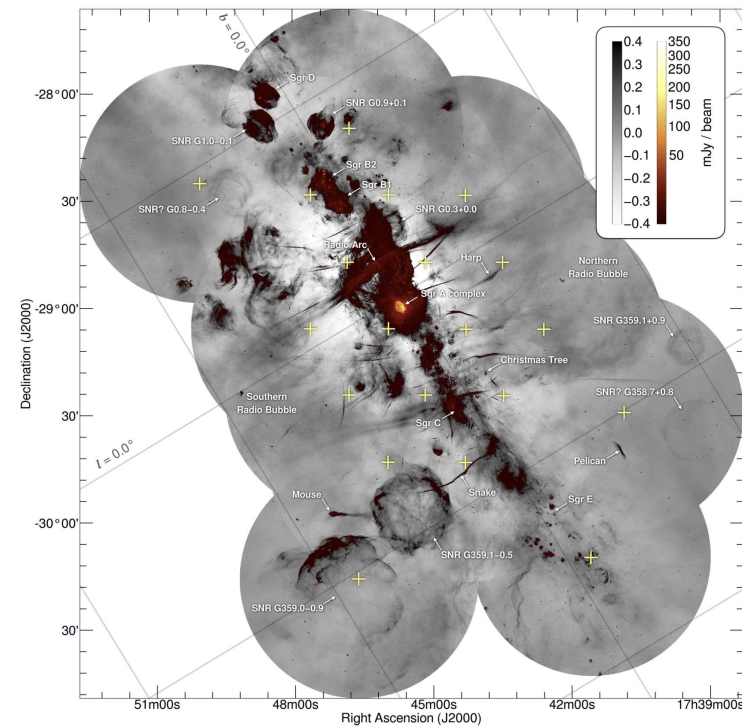 b = 0.0°
0.4
0.3
0.2
0.1
0.0
−0.1
−0.2
−0.3
−0.4
350
300
250
200
150
100
50
mJy / beam
Sgr D
SNR G0.9+0.1
SNR G1.0−0.1
Sgr B2
Sgr B1
SNR? G0.8−0.4
SNR G0.3+0.0
Radio Arc
Harp
Northern
Radio Bubble
Sgr A complex
SNR G359.1+0.9
Christmas Tree
SNR? G358.7+0.8
Southern
Radio Bubble
Sgr C
l = 0.0°
Pelican
Mouse
Snake
Sgr E
SNR G359.1−0.5
SNR G359.0−0.9
Declination (J2000)
-28°00'
30'
-29°00'
30'
-30°00'
30'
51m00s
48m00s
45m00s
42m00s
17h39m00s
Right Ascension (J2000)